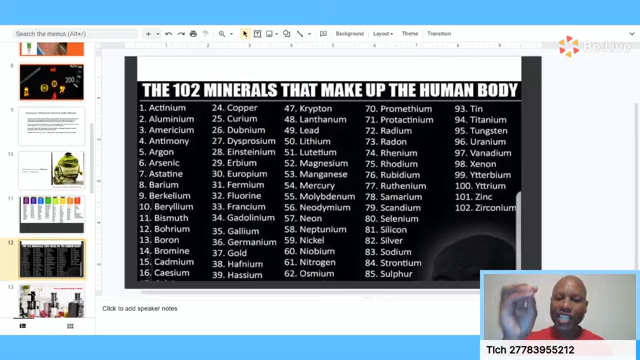 Search the menus (Alt+/)
Background
Layout
Theme
Transition
Be.Live
THE 102 MINERALS THAT MAKE UP THE HUMAN BODY
1. Actinium
2. Aluminium
3. Americium
4. Antimony
5. Argon
6. Arsenic
7. Astatine
8. Barium
9. Berkelium
10. Beryllium
11. Bismuth
12. Bohrium
13. Boron
14. Bromine
15. Cadmium
16. Caesium
24. Copper
25. Curium
26. Dubnium
27. Dysprosium
28. Einsteinium
29. Erbium
30. Europium
31. Fermium
32. Fluorine
33. Francium
34. Gadolinium
35. Gallium
36. Germanium
37. Gold
38. Hafnium
39. Hassium
47. Krypton
48. Lanthanum
49. Lead
50. Lithium
51. Lutetium
52. Magnesium
53. Manganese
54. Mercury
55. Molybdenum
56. Neodymium
57. Neon
58. Neptunium
59. Nickel
60. Niobium
61. Nitrogen
62. Osmium
70. Promethium
71. Protactinium
72. Radium
73. Radon
74. Rhenium
75. Rhodium
76. Rubidium
77. Ruthenium
78. Samarium
79. Scandium
80. Selenium
81. Silicon
82. Silver
83. Sodium
84. Strontium
85. Sulphur
93. Tin
94. Titanium
95. Tungsten
96. Uranium
97. Vanadium
98. Xenon
99. Ytterbium
100. Yttrium
101. Zinc
102. Zirconium
8
9
10
11
12
13
Click to add speaker notes
Tlch 27783955212